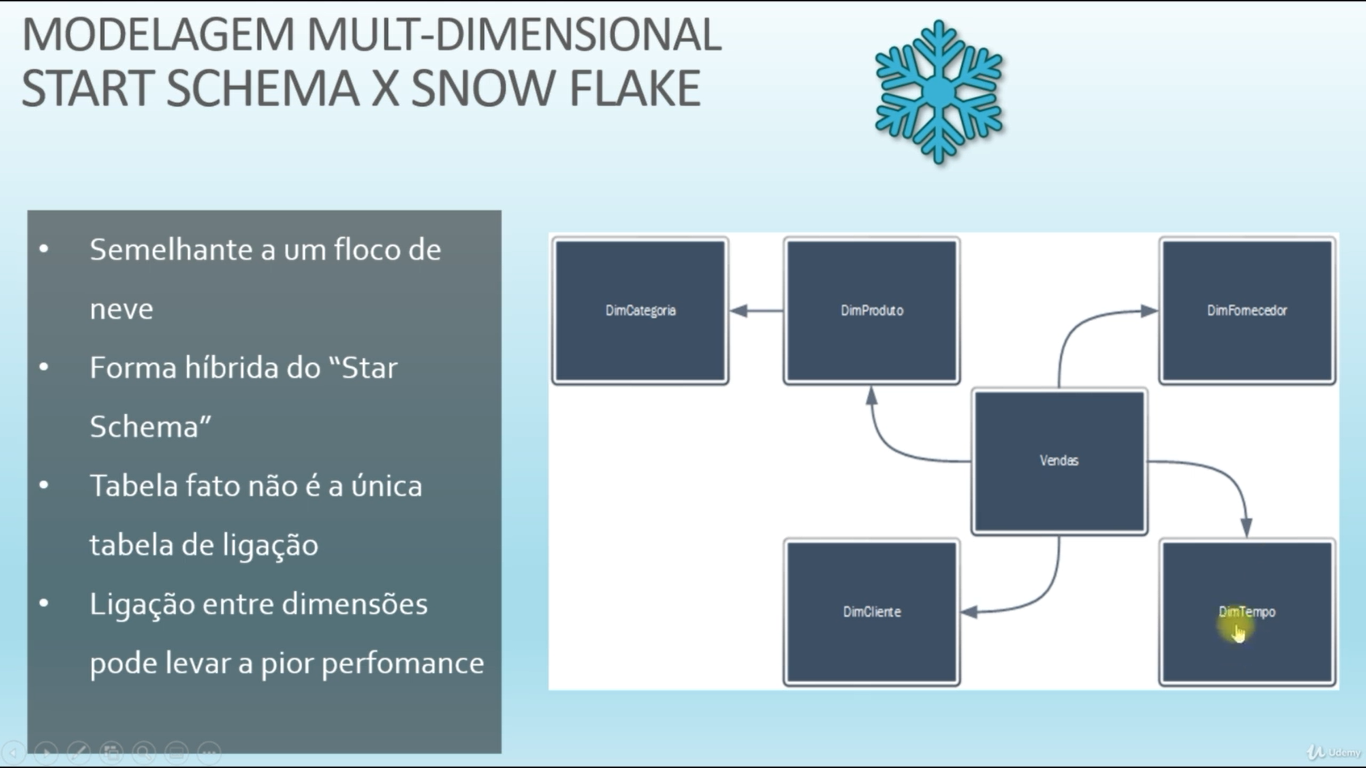 MODELAGEM MULT-DIMENSIONAL
START SCHEMA X SNOW FLAKE
• Semelhante a um floco de
neve
• Forma híbrida do “Star
Schema”
• Tabela fato não é a única
tabela de ligação
• Ligação entre dimensões
pode levar a pior perfomance
DimCategoria
DimProduto
DimFornecedor
Vendas
DimCliente
DimTempo
Udemy